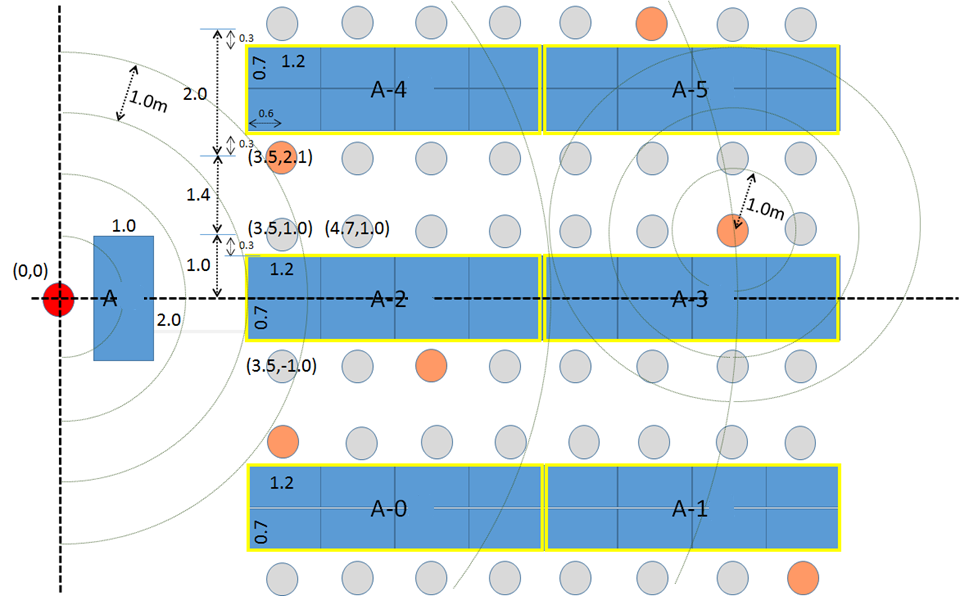 0.3
1.2
0.7
A-4
A-5
2.0
1.0m
0.6
0.3
(3.5,2.1)
1.4
1.0m
1.0
(3.5,1.0)
(4.7,1.0)
0.3
(0,0)
1.0
1.2
A
A-2
A-3
0.7
2.0
(3.5,-1.0)
1.2
A-0
A-1
0.7